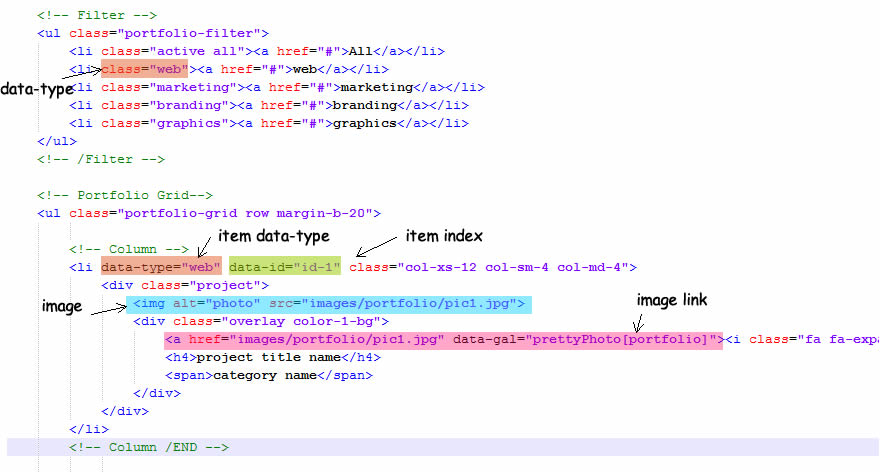 <!-- Filter -->
<ul class="portfolio-filter">
<li class="active all"><a href="#">All</a></li>
<li class="web"><a href="#">web</a></li>
data-type
<li class="marketing"><a href="#">marketing</a></li>
<li class="branding"><a href="#">branding</a></li>
<li class="graphics"><a href="#">graphics</a></li>
</ul>
<!-- /Filter -->
<!-- Portfolio Grid-->
<ul class="portfolio-grid row margin-b-20">
item data-type
item index
<!-- Column -->
<li data-type="web" data-id="id-1" class="col-xs-12 col-sm-4 col-md-4">
<div class="project">
image
<img alt="photo" src="images/portfolio/pic1.jpg">
image link
<div class="overlay color-1-bg">
<a href="images/portfolio/pic1.jpg" data-gal="prettyPhoto[portfolio]"><i class="fa fa-expa
<h4>project title name</h4>
<span>category name</span>
</div>
</div>
</li>
<!-- Column /END -->